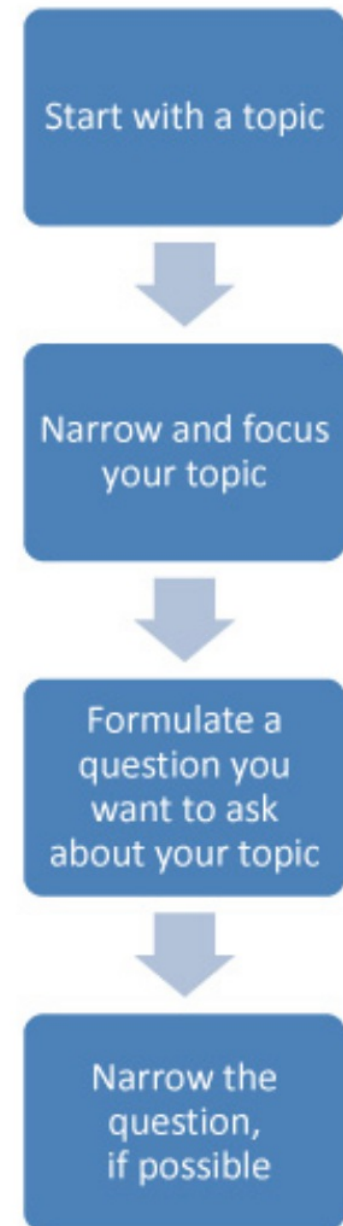 Start with a topic
Narrow and focus
your topic
Formulate a
question you
want to ask
about your topic
Narrow the
question,
if possible